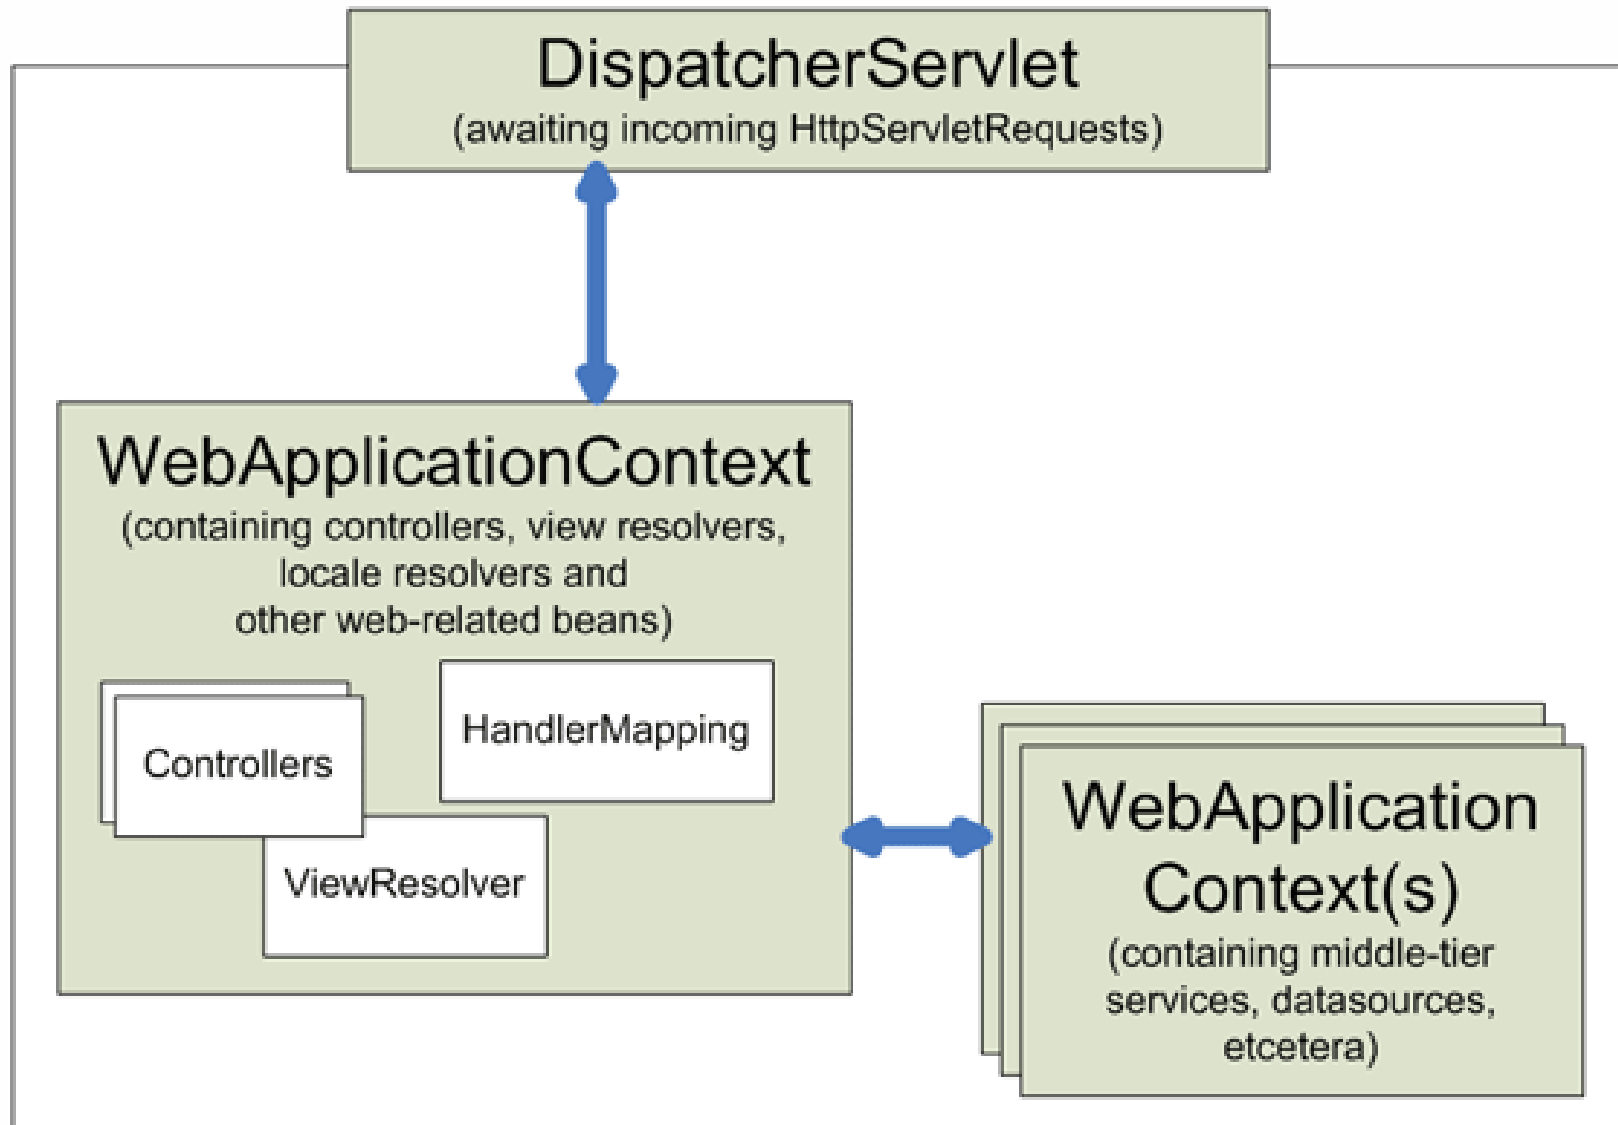 DispatcherServlet
(awaiting incoming HttpServletRequests)
WebApplicationContext
(containing controllers, view resolvers,
locale resolvers and
other web-related beans)
Controllers
HandlerMapping
ViewResolver
WebApplication
Context(s)
(containing middle-tier
services, datasources,
etcetera)